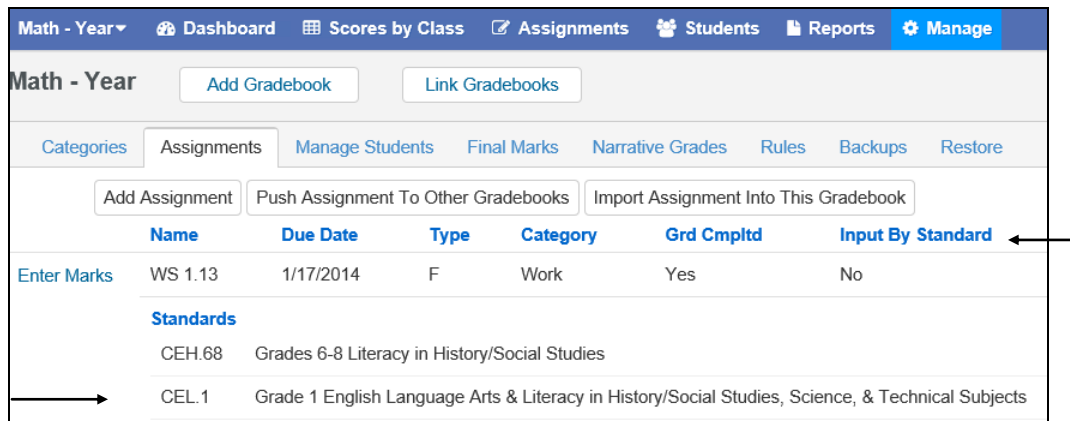 Math - Year Dashboard Scores by Class Assignments Students Reports Manage
Math - Year Add Gradebook Link Gradebooks
Categories Assignments Manage Students Final Marks Narrative Grades Rules Backups Restore
Add Assignment Push Assignment To Other Gradebooks Import Assignment Into This Gradebook
Name Due Date Type Category Grd Cmpltd Input By Standard
Enter Marks WS 1.13 1/17/2014 F Work Yes No
Standards
CEH.68 Grades 6-8 Literacy in History/Social Studies
CEL.1 Grade 1 English Language Arts & Literacy in History/Social Studies, Science, & Technical Subjects